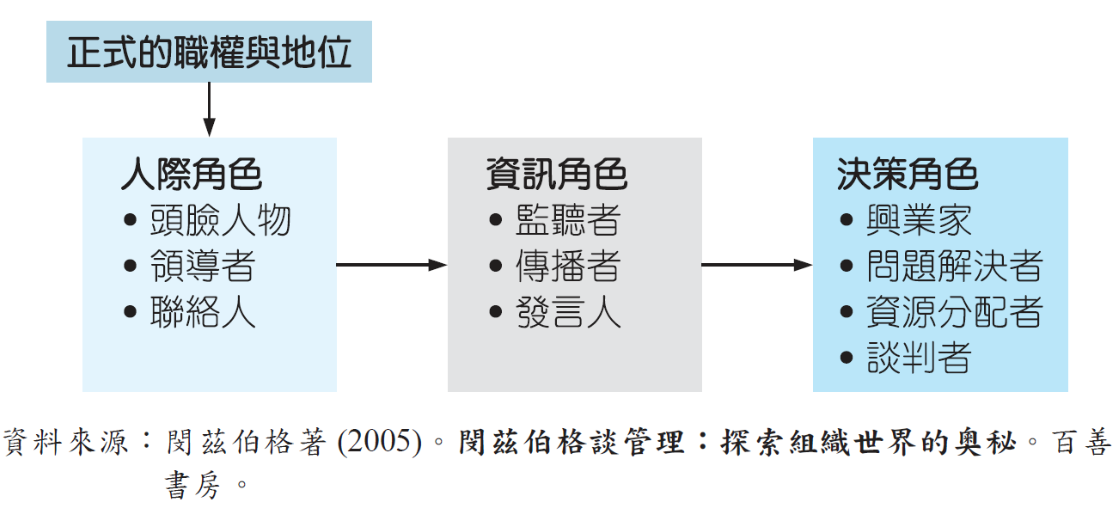 正式的職權與地位
人際角色
• 頭臉人物
• 領導者
• 聯絡人
資訊角色
• 監聽者
• 傳播者
• 發言人
決策角色
• 興業家
• 問題解決者
• 資源分配者
• 談判者
資料來源：閔茲伯格著 (2005)。閔茲伯格談管理：探索組織世界的奧秘。百善
書房。